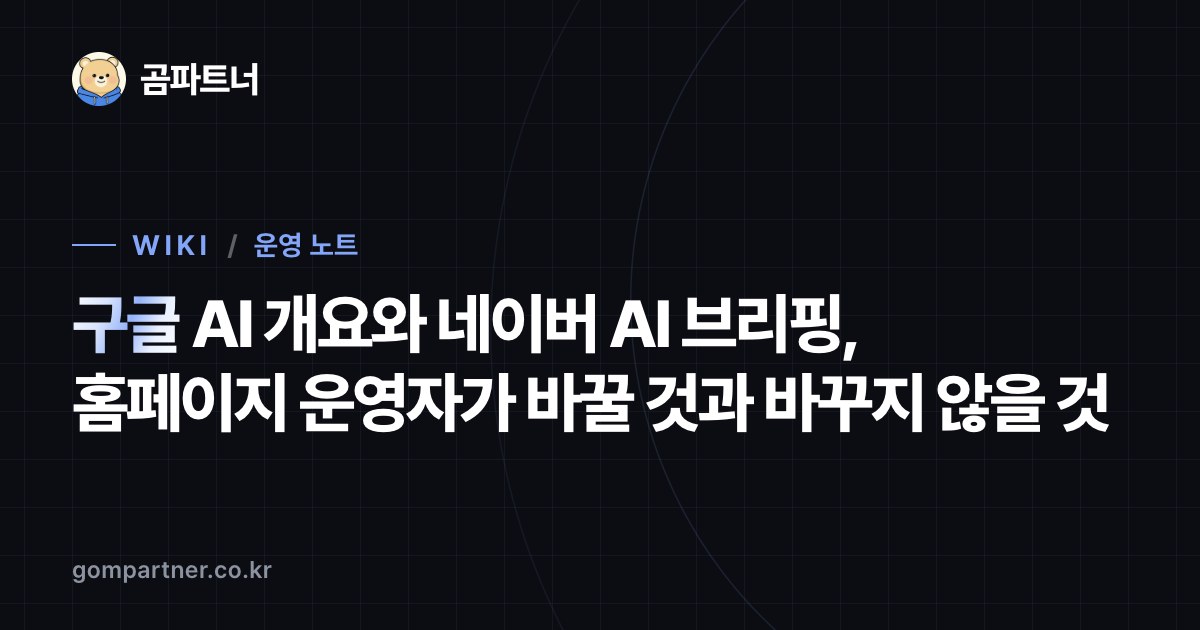 곰파트너
WIKI / 운영 노트
구글 AI 개요와 네이버 AI 브리핑,
홈페이지 운영자가 바꿀 것과 바꾸지 않을 것
gompartner.co.kr